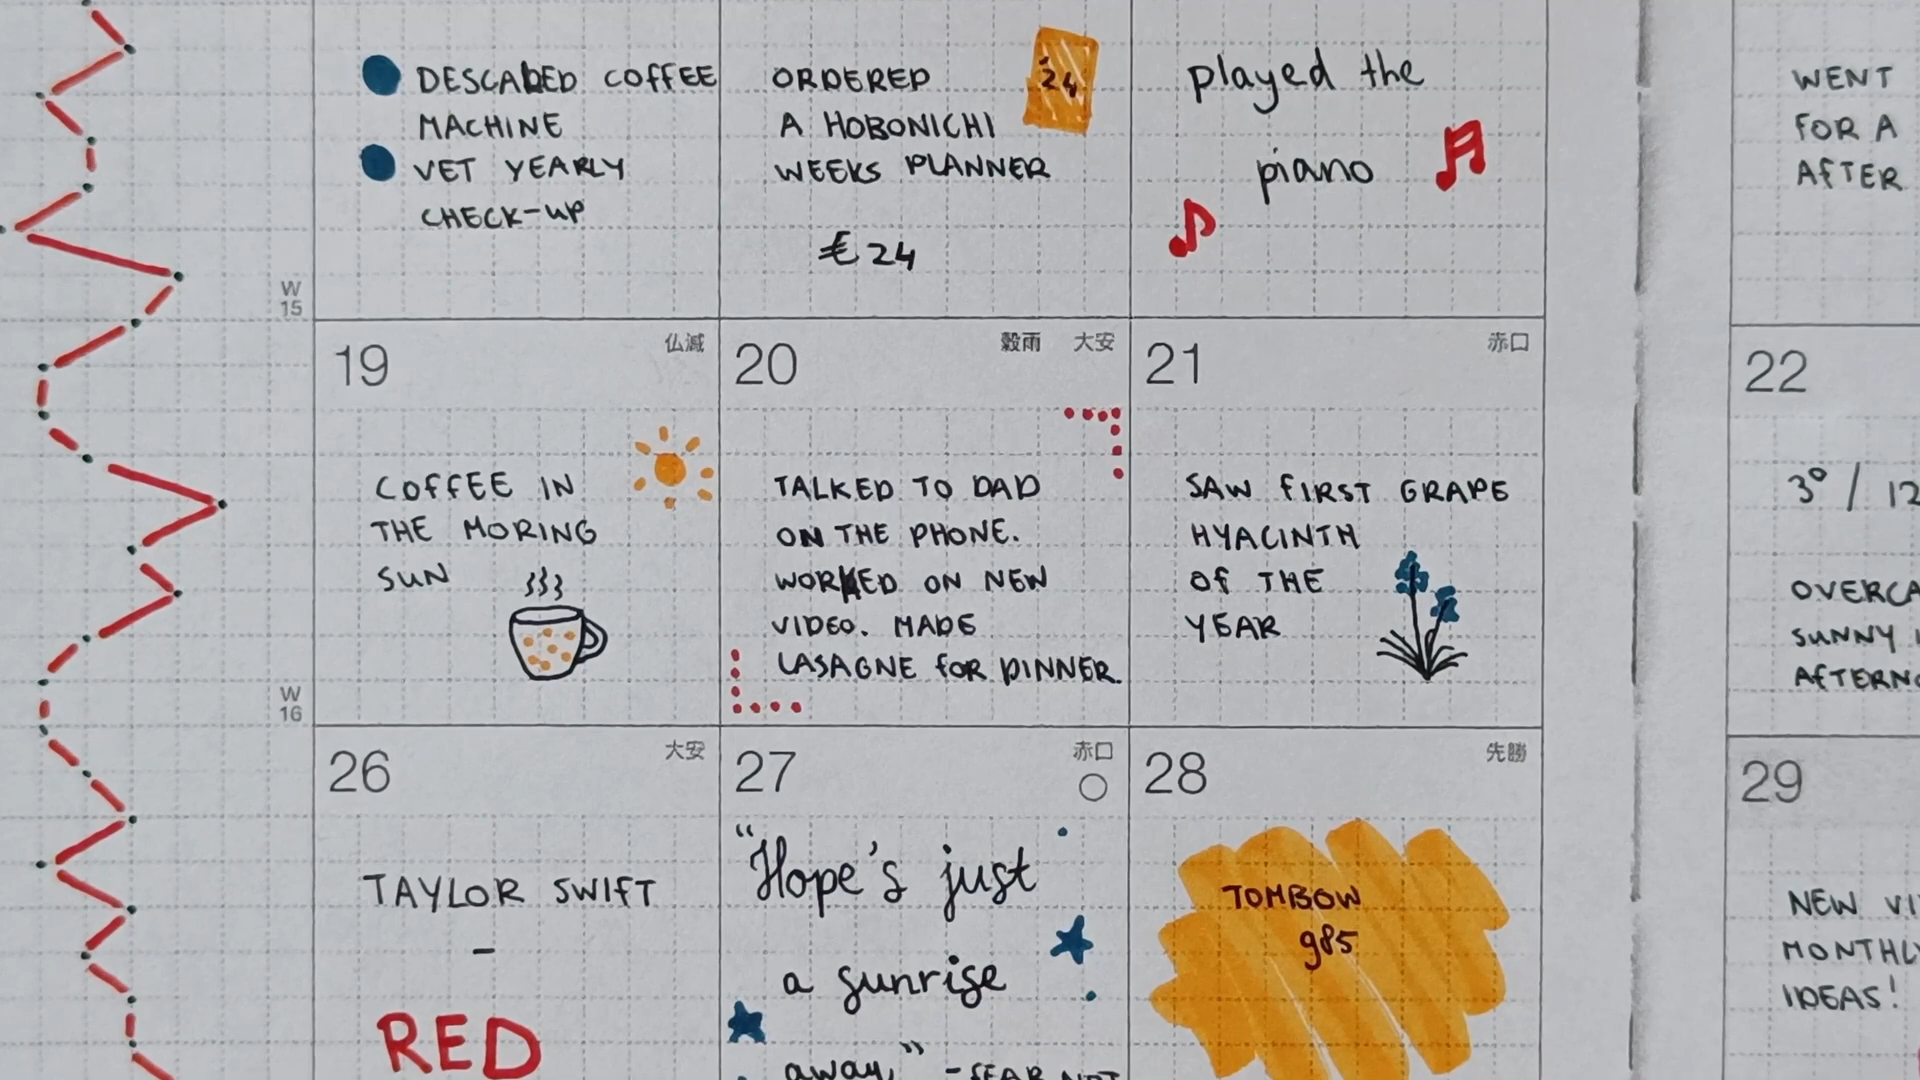 DESCALED COFFEE
MACHINE
VET YEARLY
CHECK-UP
ORDERED
A HOBONICHI
WEEKS PLANNER
€24
24
played the
piano
WENT
FOR A
AFTER
W
15
19
仏滅
COFFEE IN
THE MORING
SUN
20
穀雨 大安
TALKED TO DAD
ON THE PHONE.
WORKED ON NEW
VIDEO. MADE
LASAGNE FOR DINNER.
21
赤口
SAW FIRST GRAPE
HYACINTH
OF THE
YEAR
22
3° / 12
SUNNY
W
16
26
大安
TAYLOR SWIFT
-
RED
27
赤口
"Hope's just
a sunrise
away," - FEAR NOT
28
先勝
TOMBOW
985
29
NEW
IDEAS!